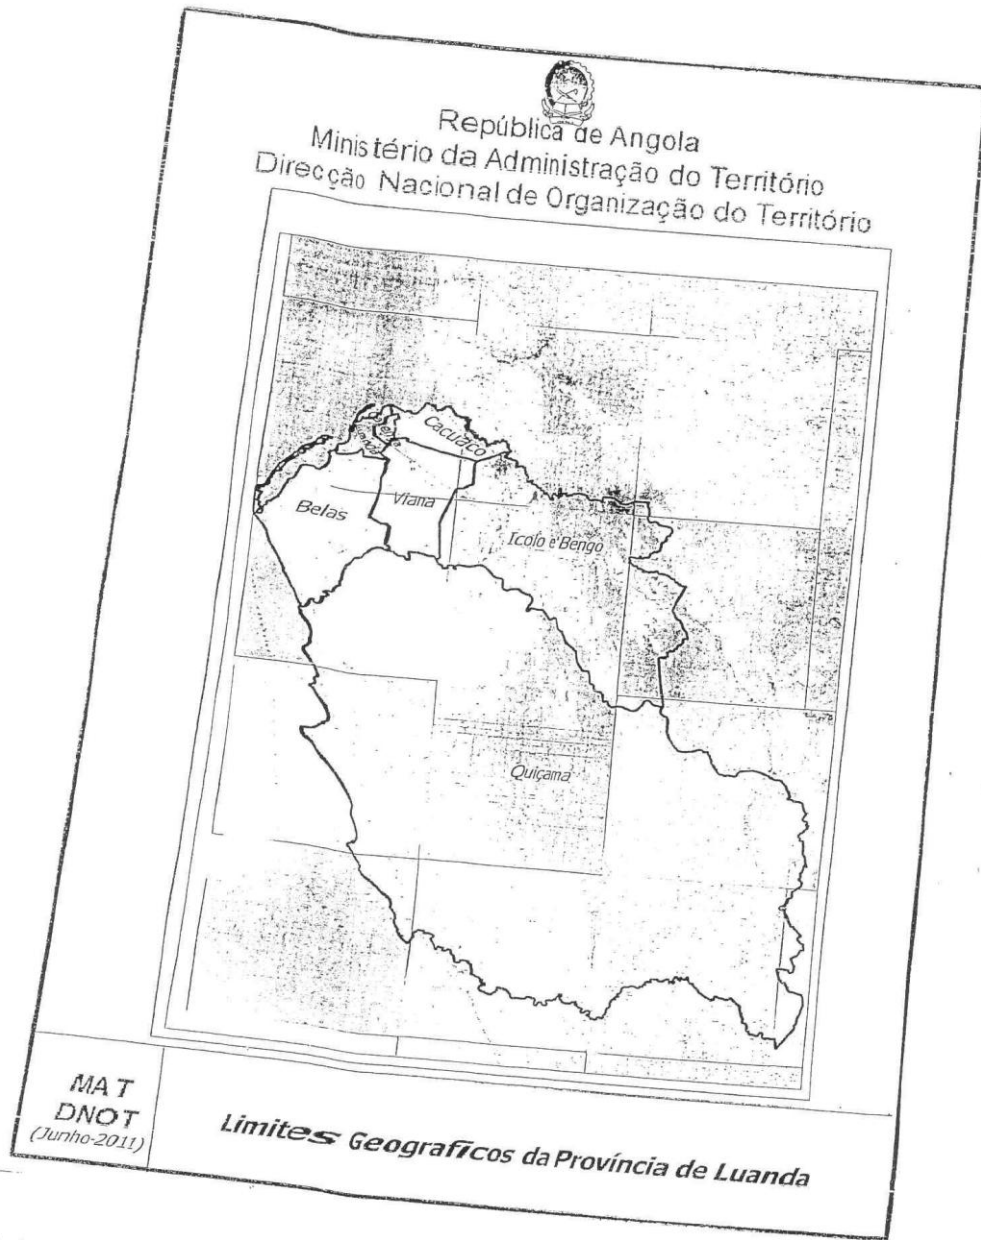 República de Angola
Ministério da Administração do Território
Direcção Nacional de Organização do Território
Cacuaco
Viana
Belas
Icolo e Bengo
Quiçama
MAT
DNOT
(Junho-2011)
Limites Geograficos da Província de Luanda